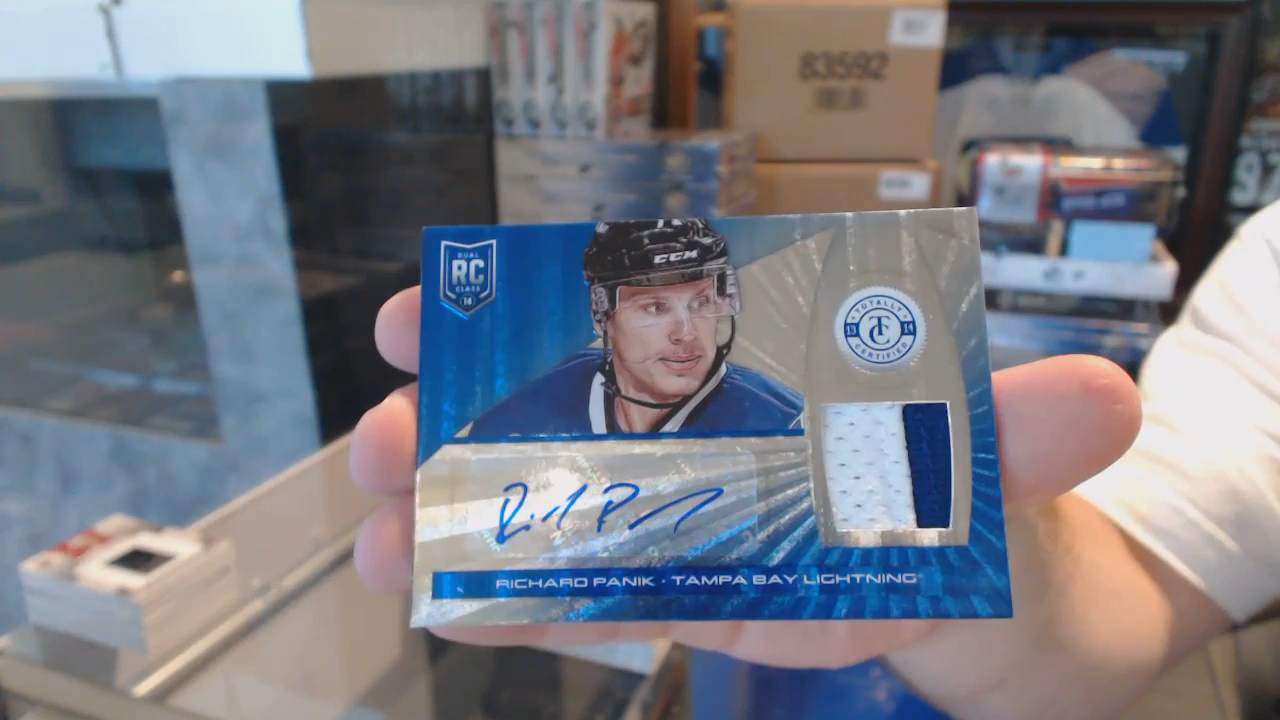 83592
DUAL
RC
CLASS
14
CCM
TOTALLY
13 TC 14
CERTIFIED
RICHARD PANIK · TAMPA BAY LIGHTNING